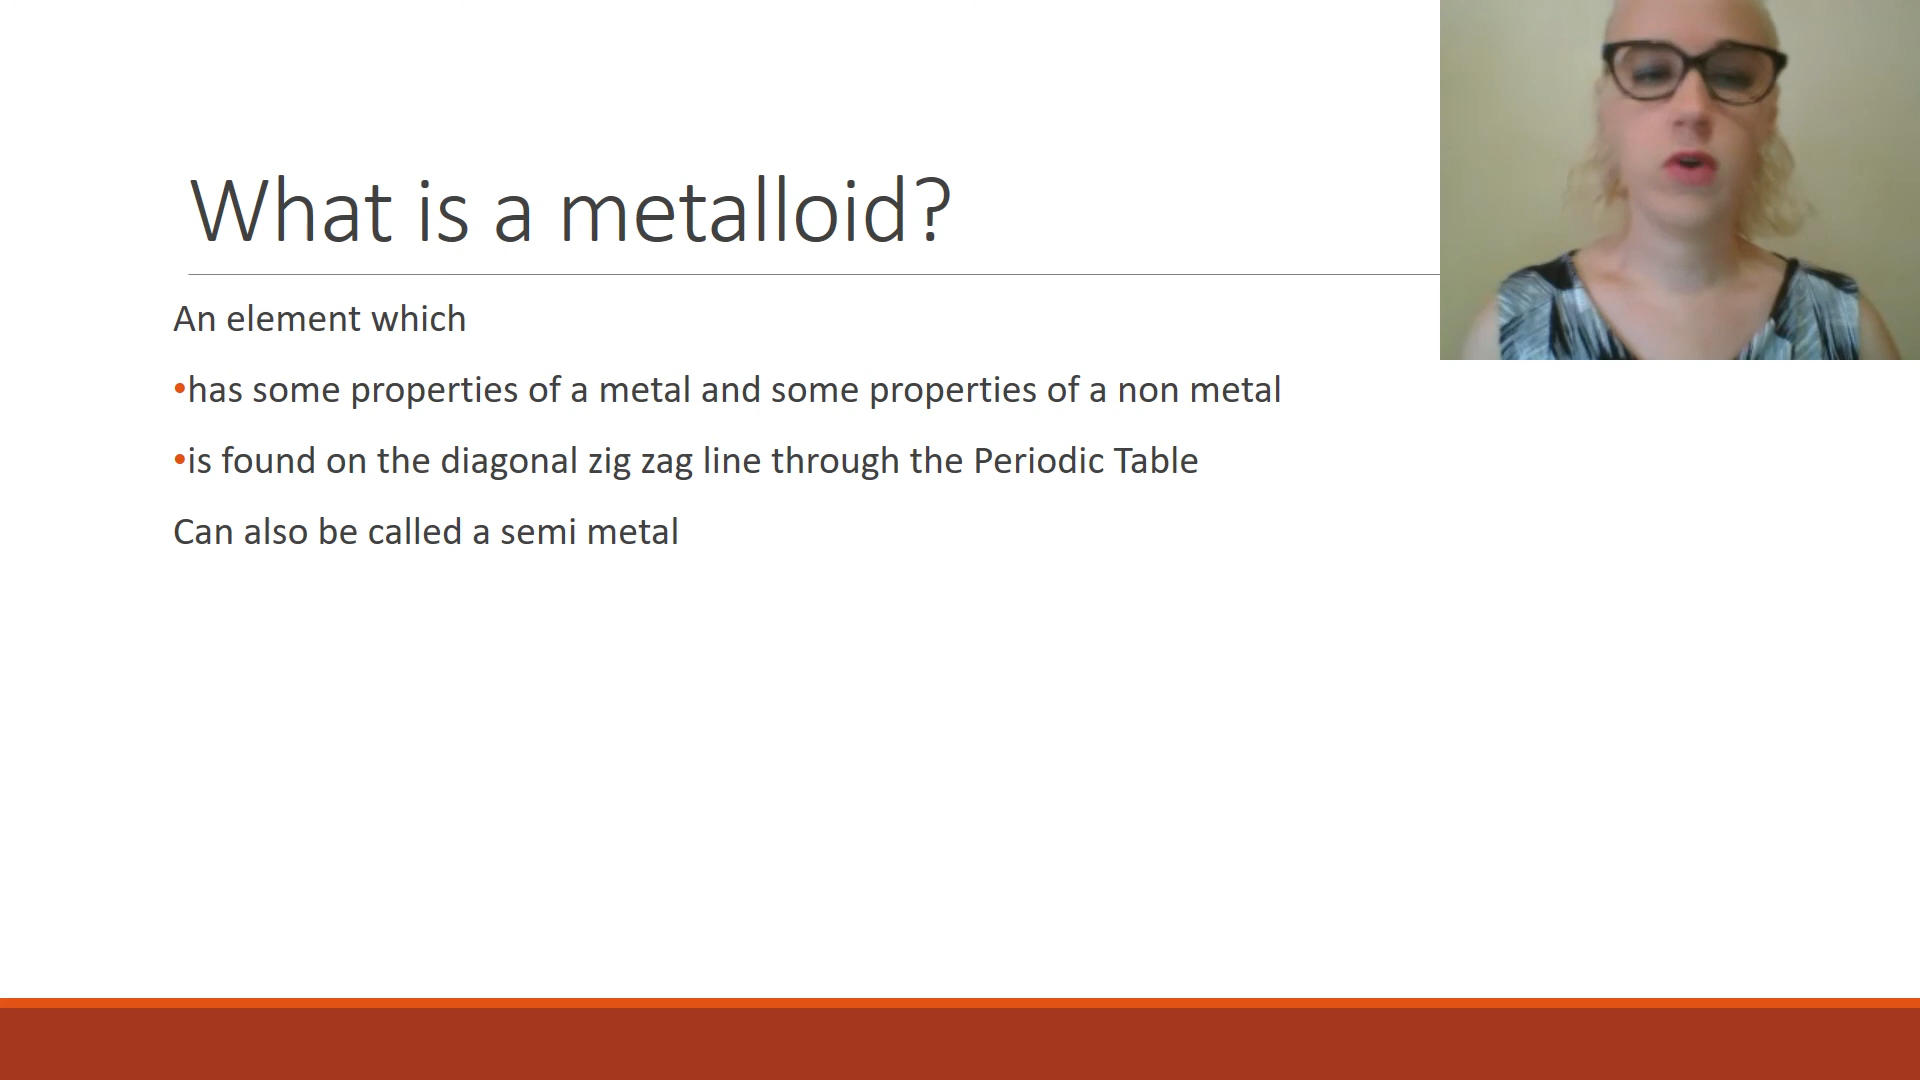 What is a metalloid?
An element which
•has some properties of a metal and some properties of a non metal
•is found on the diagonal zig zag line through the Periodic Table
Can also be called a semi metal